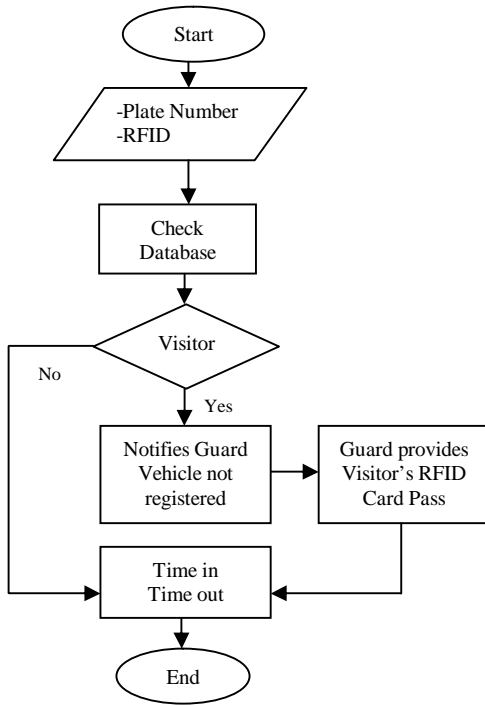 Start
-Plate Number
-RFID
Check
Database
Visitor
No
Yes
Notifies Guard
Vehicle not
registered
Guard provides
Visitor's RFID
Card Pass
Time in
Time out
End